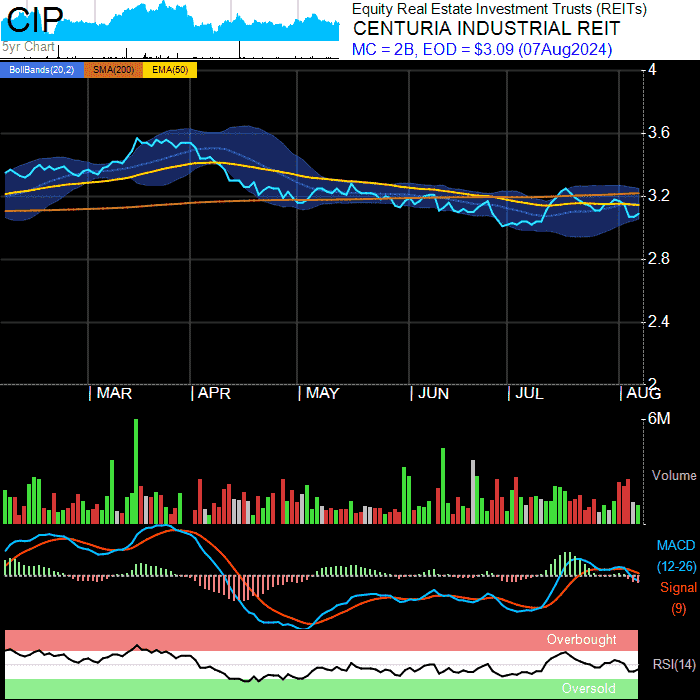 CIP
5yr Chart
Equity Real Estate Investment Trusts (REITs)
CENTURIA INDUSTRIAL REIT
MC = 2B, EOD = $3.09 (07Aug2024)
BollBands(20,2) SMA(200) EMA(50)
4
3.6
3.2
2.8
2.4
2
MAR APR MAY JUN JUL AUG
6M
Volume
MACD
(12-26)
Signal
(9)
Overbought
RSI(14)
Oversold